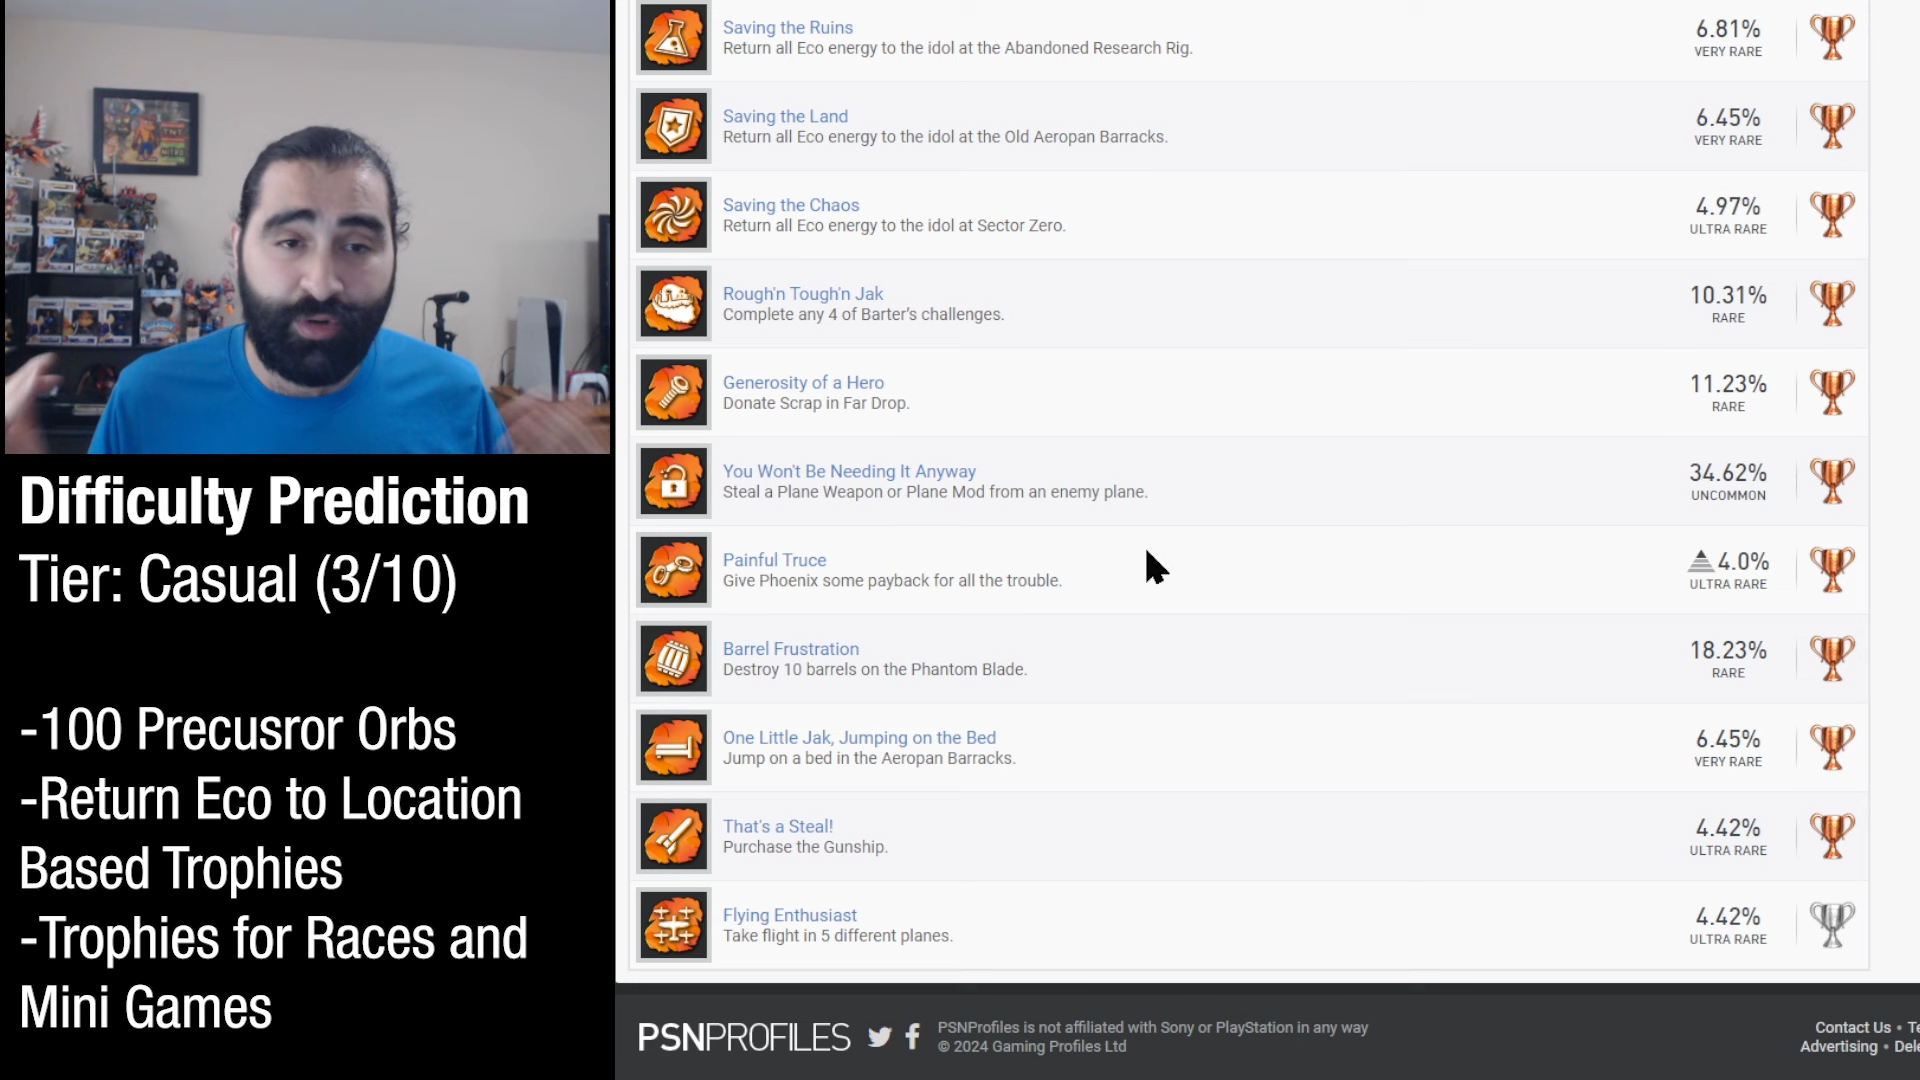 TNT
NITRO
Difficulty Prediction
Tier: Casual (3/10)
-100 Precusror Orbs
-Return Eco to Location
Based Trophies
-Trophies for Races and
Mini Games
Saving the Ruins
Return all Eco energy to the idol at the Abandoned Research Rig.
6.81%
VERY RARE
Saving the Land
Return all Eco energy to the idol at the Old Aeropan Barracks.
6.45%
VERY RARE
Saving the Chaos
Return all Eco energy to the idol at Sector Zero.
4.97%
ULTRA RARE
Rough'n Tough'n Jak
Complete any 4 of Barter's challenges.
10.31%
RARE
Generosity of a Hero
Donate Scrap in Far Drop.
11.23%
RARE
You Won't Be Needing It Anyway
Steal a Plane Weapon or Plane Mod from an enemy plane.
34.62%
UNCOMMON
Painful Truce
Give Phoenix some payback for all the trouble.
4.0%
ULTRA RARE
Barrel Frustration
Destroy 10 barrels on the Phantom Blade.
18.23%
RARE
One Little Jak, Jumping on the Bed
Jump on a bed in the Aeropan Barracks.
6.45%
VERY RARE
That's a Steal!
Purchase the Gunship.
4.42%
ULTRA RARE
Flying Enthusiast
Take flight in 5 different planes.
4.42%
ULTRA RARE
PSNPROFILES
PSNProfiles is not affiliated with Sony or PlayStation in any way
© 2024 Gaming Profiles Ltd
Contact Us • Te
Advertising • Dele